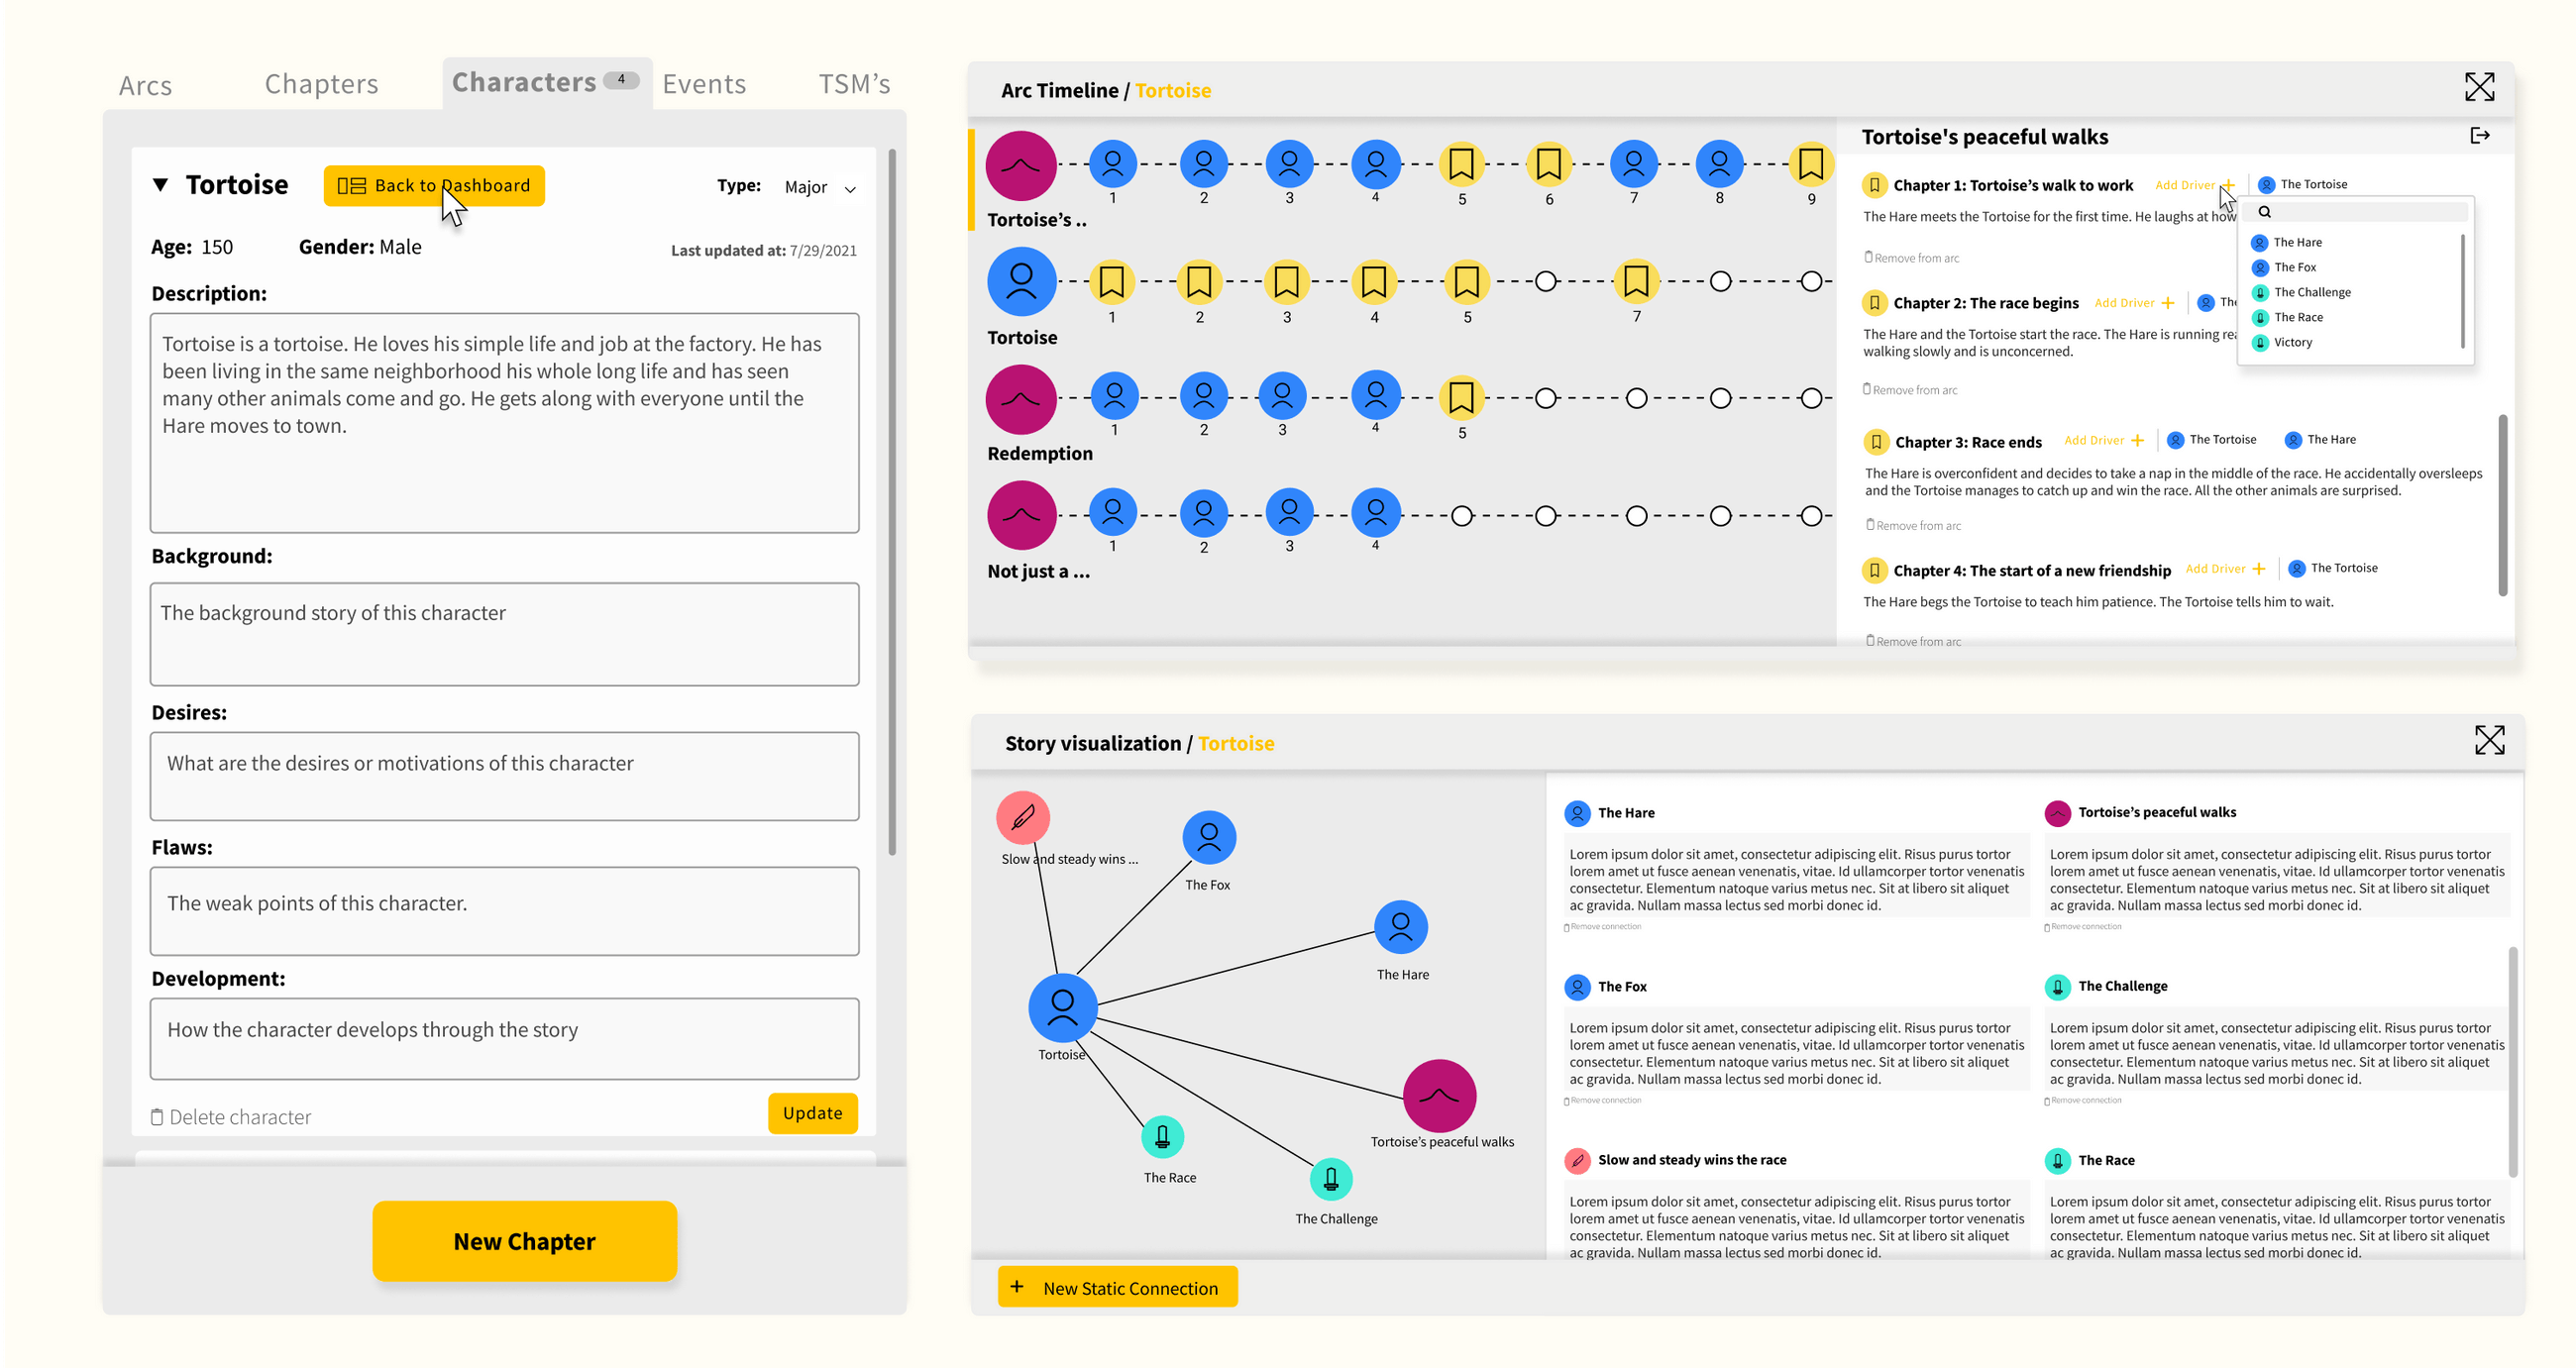 Arcs
Chapters
Characters 4
Events
TSM's
Tortoise
Back to Dashboard
Type: Major
Age: 150
Gender: Male
Last updated at: 7/29/2021
Description:
Tortoise is a tortoise. He loves his simple life and job at the factory. He has
been living in the same neighborhood his whole long life and has seen
many other animals come and go. He gets along with everyone until the
Hare moves to town.
Background:
The background story of this character
Desires:
What are the desires or motivations of this character
Flaws:
The weak points of this character.
Development:
How the character develops through the story
Delete character
Update
New Chapter
Arc Timeline / Tortoise
1 2 3 4 5 6 7 8 9
Tortoise's ..
1 2 3 4 5 7
Tortoise
1 2 3 4 5
Redemption
1 2 3 4
Not just a ...
Tortoise's peaceful walks
Chapter 1: Tortoise's walk to work Add Driver + The Tortoise
The Hare meets the Tortoise for the first time. He laughs at how
Remove from arc
The Hare
The Fox
The Challenge
The Race
Victory
Chapter 2: The race begins Add Driver + The
The Hare and the Tortoise start the race. The Hare is running rea
walking slowly and is unconcerned.
Remove from arc
Chapter 3: Race ends Add Driver + The Tortoise The Hare
The Hare is overconfident and decides to take a nap in the middle of the race. He accidentally oversleeps
and the Tortoise manages to catch up and win the race. All the other animals are surprised.
Remove from arc
Chapter 4: The start of a new friendship Add Driver + The Tortoise
The Hare begs the Tortoise to teach him patience. The Tortoise tells him to wait.
Remove from arc
Story visualization / Tortoise
Slow and steady wins ...
The Fox
The Hare
Tortoise
Tortoise's peaceful walks
The Race
The Challenge
The Hare
Lorem ipsum dolor sit amet, consectetur adipiscing elit. Risus purus tortor
lorem amet ut fusce aenean venenatis, vitae. Id ullamcorper tortor venenatis
consectetur. Elementum natoque varius metus nec. Sit at libero sit aliquet
ac gravida. Nullam massa lectus sed morbi donec id.
Remove connection
Tortoise's peaceful walks
Lorem ipsum dolor sit amet, consectetur adipiscing elit. Risus purus tortor
lorem amet ut fusce aenean venenatis, vitae. Id ullamcorper tortor venenatis
consectetur. Elementum natoque varius metus nec. Sit at libero sit aliquet
ac gravida. Nullam massa lectus sed morbi donec id.
Remove connection
The Fox
Lorem ipsum dolor sit amet, consectetur adipiscing elit. Risus purus tortor
lorem amet ut fusce aenean venenatis, vitae. Id ullamcorper tortor venenatis
consectetur. Elementum natoque varius metus nec. Sit at libero sit aliquet
ac gravida. Nullam massa lectus sed morbi donec id.
Remove connection
The Challenge
Lorem ipsum dolor sit amet, consectetur adipiscing elit. Risus purus tortor
lorem amet ut fusce aenean venenatis, vitae. Id ullamcorper tortor venenatis
consectetur. Elementum natoque varius metus nec. Sit at libero sit aliquet
ac gravida. Nullam massa lectus sed morbi donec id.
Remove connection
Slow and steady wins the race
Lorem ipsum dolor sit amet, consectetur adipiscing elit. Risus purus tortor
lorem amet ut fusce aenean venenatis, vitae. Id ullamcorper tortor venenatis
consectetur. Elementum natoque varius metus nec. Sit at libero sit aliquet
ac gravida. Nullam massa lectus sed morbi donec id.
The Race
Lorem ipsum dolor sit amet, consectetur adipiscing elit. Risus purus tortor
lorem amet ut fusce aenean venenatis, vitae. Id ullamcorper tortor venenatis
consectetur. Elementum natoque varius metus nec. Sit at libero sit aliquet
ac gravida. Nullam massa lectus sed morbi donec id.
+ New Static Connection